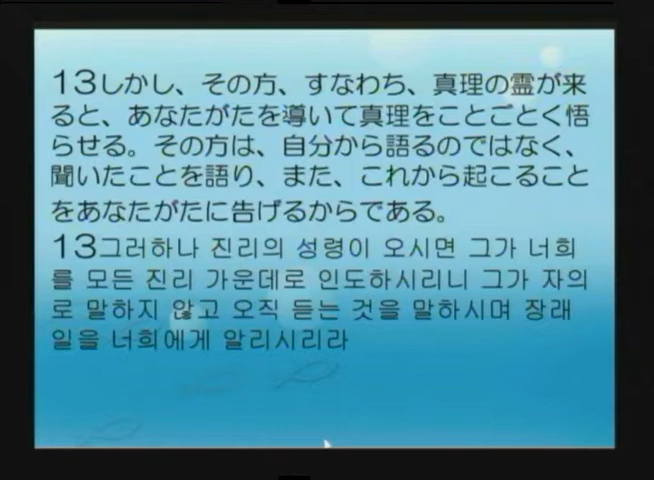 13しかし、その方、すなわち、真理の霊が来
ると、あなたがたを導いて真理をことごとく悟
らせる。その方は、自分から語るのではなく、
聞いたことを語り、また、これから起こること
をあなたがたに告げるからである。
13그러하나 진리의 성령이 오시면 그가 너희
를 모든 진리 가운데로 인도하시리니 그가 자의
로 말하지 않고 오직 듣는 것을 말하시며 장래
일을 너희에게 알리시리라